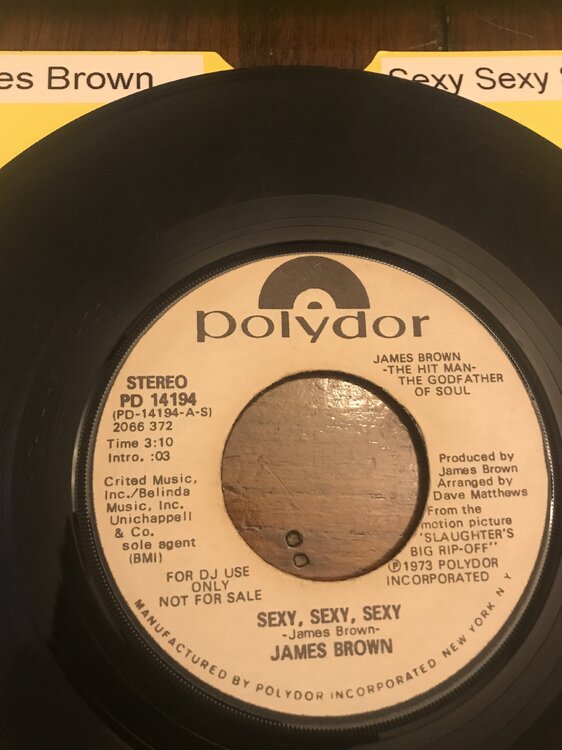 es Brown
Sexy Sexy
polydor
JAMES BROWN
-THE HIT MAN-
THE GODFATHER
OF SOUL
STEREO
PD 14194
(PD-14194-A-S)
2066 372
Time 3:10
Intro. :03
Crited Music,
Inc./Belinda
Music, Inc.
Unichappell
& Co.
sole agent
(BMI)
Produced by
James Brown
Arranged by
Dave Matthews
From the
motion picture
'SLAUGHTER'S
BIG RIP-OFF"
℗1973 POLYDOR
INCORPORATED
FOR DJ USE
ONLY
NOT FOR SALE
SEXY, SEXY, SEXY
-James Brown-
JAMES BROWN
MANUFACTURED BY POLYDOR INCORPORATED NEW YORK N Y